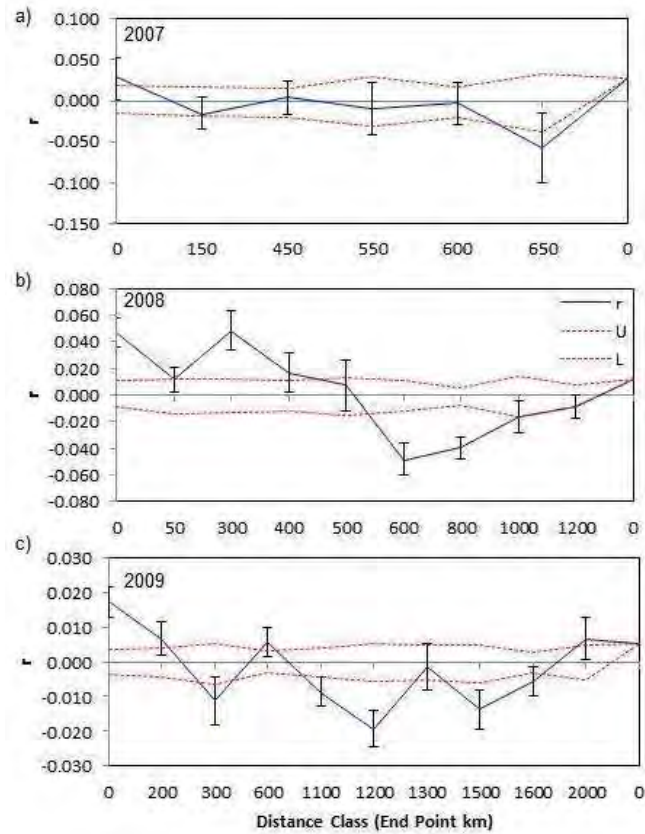 a)
2007
0.100
0.050
0.000
-0.050
-0.100
-0.150
r
0 150 450 550 600 650 0
b)
2008
0.080
0.060
0.040
0.020
0.000
-0.020
-0.040
-0.060
-0.080
r
r
U
L
0 50 300 400 500 600 800 1000 1200 0
c)
2009
0.030
0.020
0.010
0.000
-0.010
-0.020
-0.030
r
0 200 300 600 1100 1200 1300 1500 1600 2000 0
Distance Class (End Point km)